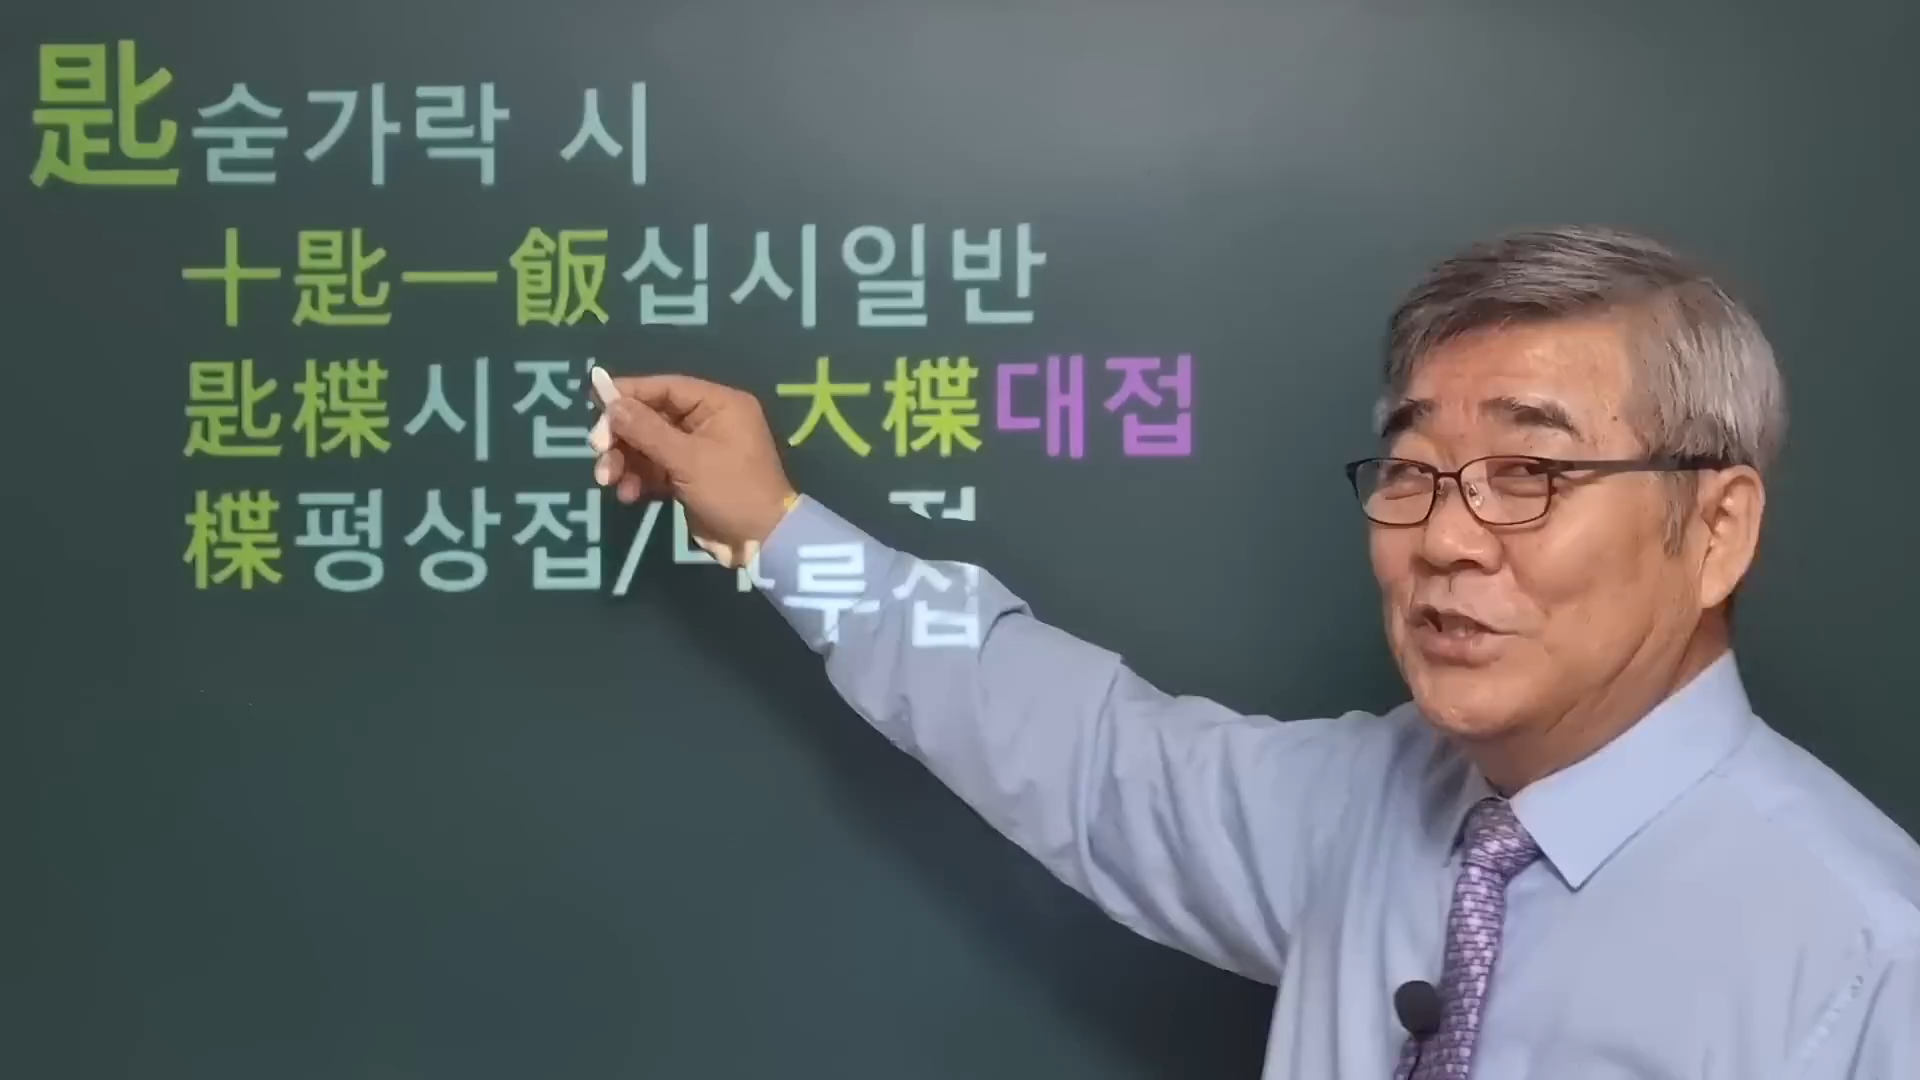 匙숟가락 시
十匙一飯십시일반
匙楪시접 大楪대접
楪평상접/